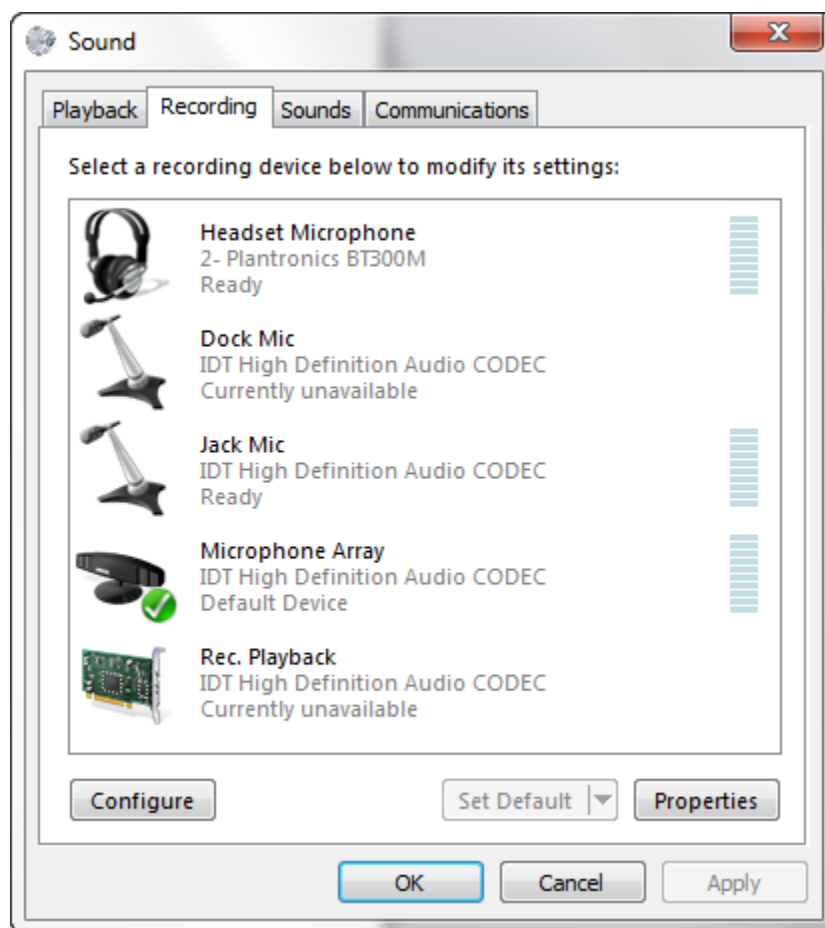 Sound
Playback Recording Sounds Communications
Select a recording device below to modify its settings:
Headset Microphone
2- Plantronics BT300M
Ready
Dock Mic
IDT High Definition Audio CODEC
Currently unavailable
Jack Mic
IDT High Definition Audio CODEC
Ready
Microphone Array
IDT High Definition Audio CODEC
Default Device
Rec. Playback
IDT High Definition Audio CODEC
Currently unavailable
Configure Set Default Properties
OK Cancel Apply